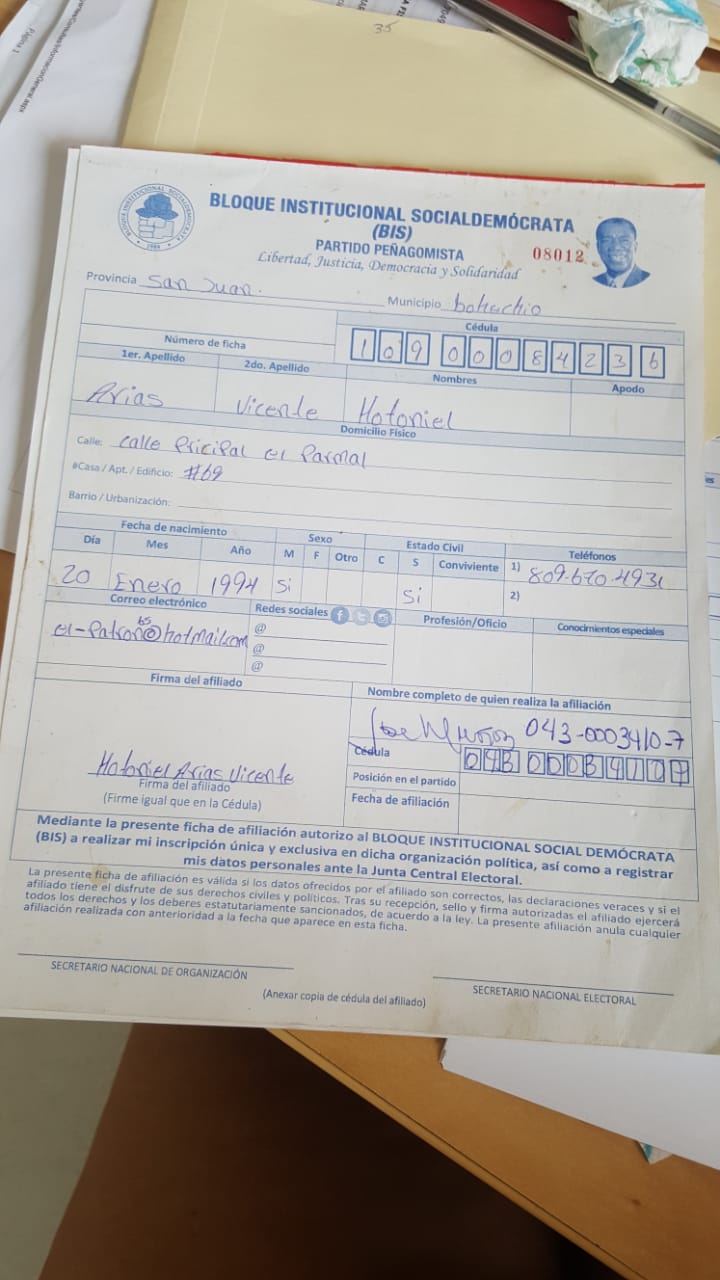 35
Página 1
BLOQUE INSTITUCIONAL SOCIALDEMÓCRATA
(BIS)
PARTIDO PEÑAGOMISTA
Libertad, Justicia, Democracia y Solidaridad
08012
BLOQUE INSTITUCIONAL SOCIALDEMÓCRATA
Provincia San Juan. Municipio bohechio
Número de ficha Cédula
109 0008423 6
1er. Apellido 2do. Apellido Nombres Apodo
Arias Vicente Hotoniel
Domicilio Físico
Calle: calle Pricipal el Parmal
#Casa / Apt. / Edificio: #69
Barrio / Urbanización:
Fecha de nacimiento Sexo Estado Civil Teléfonos
Día Mes Año M F Otro C S Conviviente 1) 809-670-4931
20 Enero 1994 Si Si 2)
Correo electrónico Redes sociales Profesión/Oficio Conocimientos especiales
el-Patron65@hotmail.com @
@
@
Firma del afiliado Nombre completo de quien realiza la afiliación
043-0003410-7
Cédula 043 0003410 7
Hotoniel Arias Vicente
Firma del afiliado Posición en el partido
(Firme igual que en la Cédula) Fecha de afiliación
Mediante la presente ficha de afiliación autorizo al BLOQUE INSTITUCIONAL SOCIAL DEMÓCRATA
(BIS) a realizar mi inscripción única y exclusiva en dicha organización política, así como a registrar
mis datos personales ante la Junta Central Electoral.
La presente ficha de afiliación es válida si los datos ofrecidos por el afiliado son correctos, las declaraciones veraces y si el
afiliado tiene el disfrute de sus derechos civiles y políticos. Tras su recepción, sello y firma autorizadas el afiliado ejercerá
todos los derechos y los deberes estatutariamente sancionados, de acuerdo a la ley. La presente afiliación anula cualquier
afiliación realizada con anterioridad a la fecha que aparece en esta ficha.
SECRETARIO NACIONAL DE ORGANIZACIÓN SECRETARIO NACIONAL ELECTORAL
(Anexar copia de cédula del afiliado)